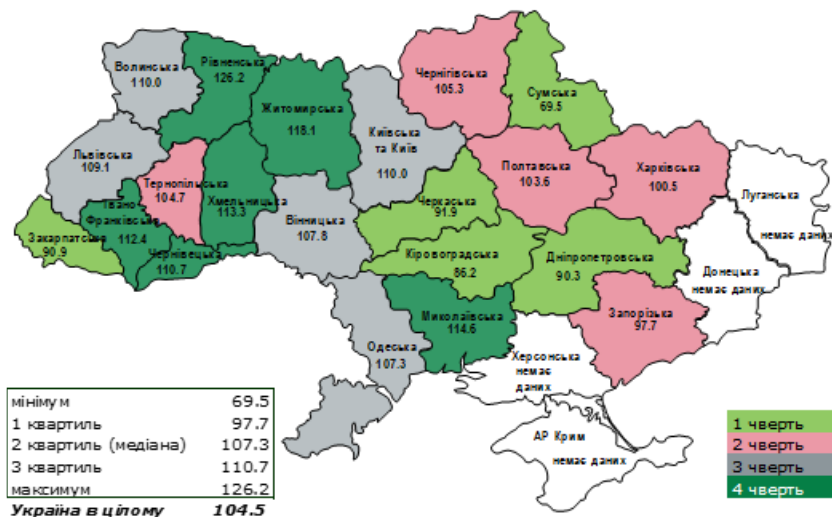 Волинська
110.0
Рівненська
126.2
Житомирська
118.1
Київська
та Київ
110.0
Чернігівська
105.3
Сумська
69.5
Львівська
109.1
Тернопільська
104.7
Хмельницька
113.3
Вінницька
107.8
Черкаська
91.9
Полтавська
103.6
Харківська
100.5
Луганська
немає даних
Закарпатська
90.9
Івано
Франківська
112.4
Чернівецька
110.7
Кіровоградська
86.2
Дніпропетровська
90.3
Донецька
немає даних
Миколаївська
114.6
Запорізька
97.7
Одеська
107.3
Херсонська
немає
даних
АР Крим
немає даних
мінімум 69.5
1 квартиль 97.7
2 квартиль (медіана) 107.3
3 квартиль 110.7
максимум 126.2
Україна в цілому 104.5
1 чверть
2 чверть
3 чверть
4 чверть